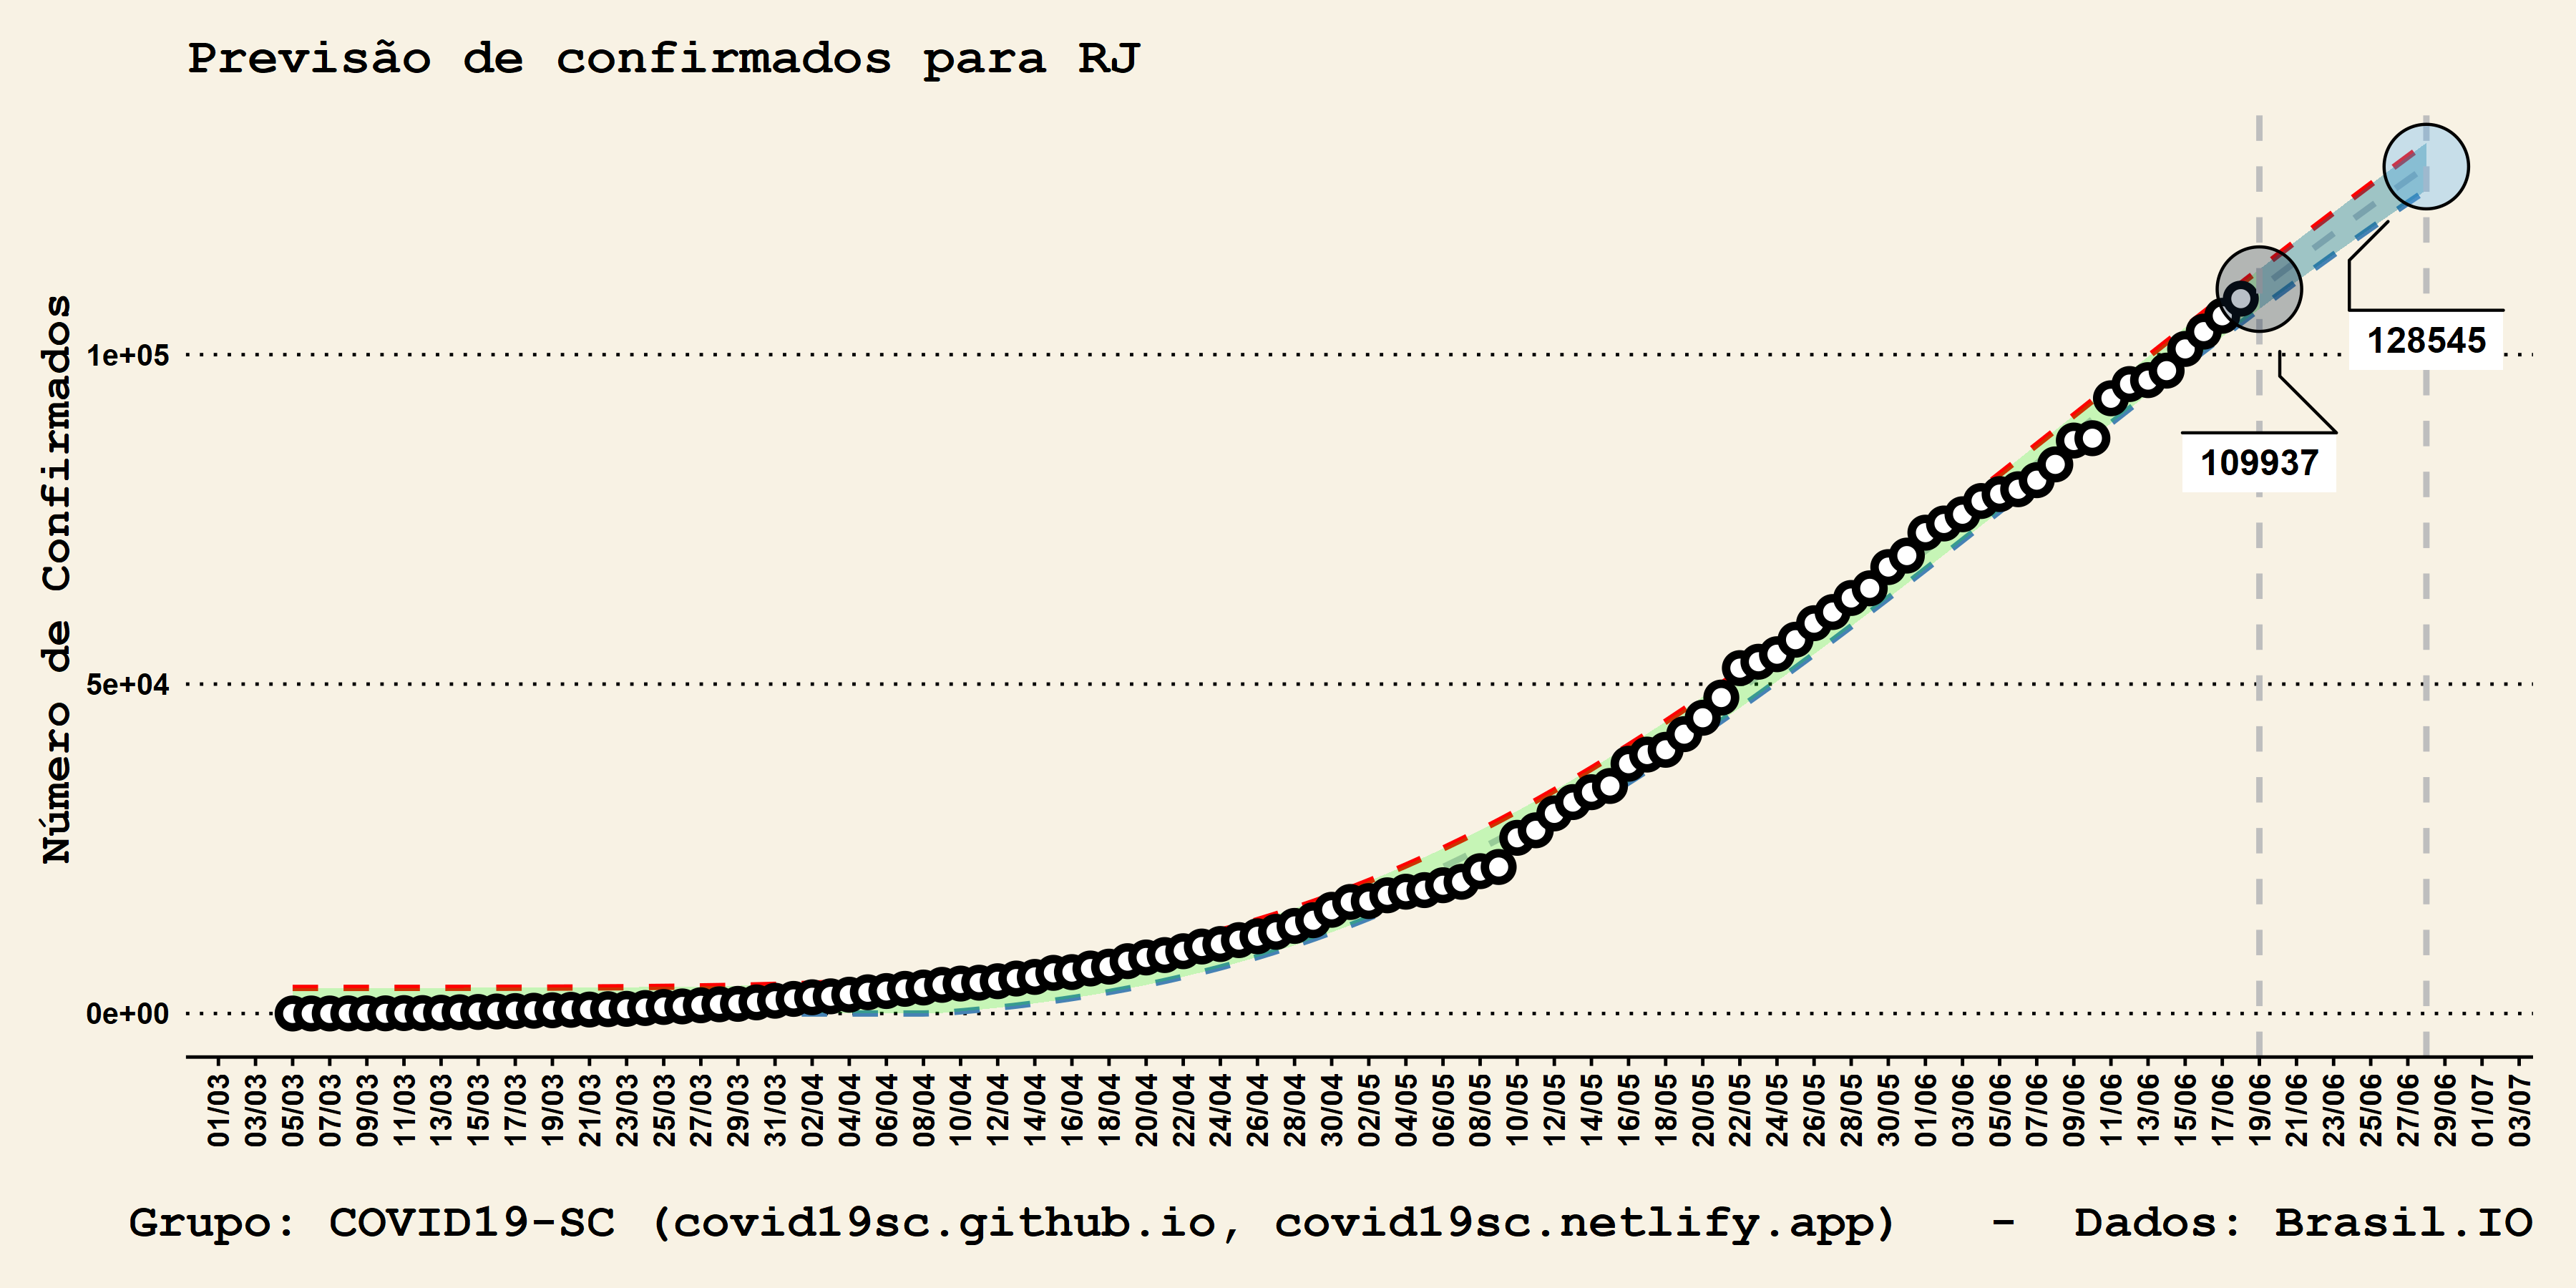 Previsão de confirmados para RJ
Número de Confirmados
1e+05
5e+04
0e+00
128545
109937
01/03 03/03 05/03 07/03 09/03 11/03 13/03 15/03 17/03 19/03 21/03 23/03 25/03 27/03 29/03 31/03 02/04 04/04 06/04 08/04 10/04 12/04 14/04 16/04 18/04 20/04 22/04 24/04 26/04 28/04 30/04 02/05 04/05 06/05 08/05 10/05 12/05 14/05 16/05 18/05 20/05 22/05 24/05 26/05 28/05 30/05 01/06 03/06 05/06 07/06 09/06 11/06 13/06 15/06 17/06 19/06 21/06 23/06 25/06 27/06 29/06 01/07 03/07
Grupo: COVID19-SC (covid19sc.github.io, covid19sc.netlify.app) - Dados: Brasil.IO